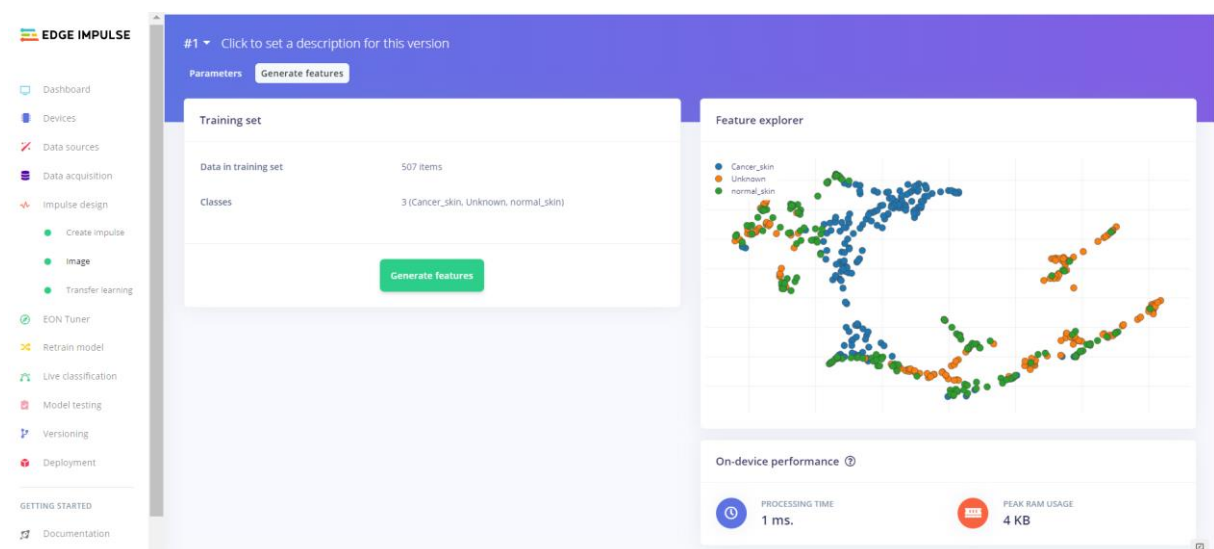 EDGE IMPULSE
Dashboard
Devices
Data sources
Data acquisition
Impulse design
Create impulse
Image
Transfer learning
EON Tuner
Retrain model
Live classification
Model testing
Versioning
Deployment
GETTING STARTED
Documentation
#1 Click to set a description for this version
Parameters Generate features
Training set
Data in training set 507 items
Classes 3 (Cancer_skin, Unknown, normal_skin)
Generate features
Feature explorer
Cancer_skin
Unknown
normal_skin
On-device performance ?
PROCESSING TIME
1 ms.
PEAK RAM USAGE
4 KB